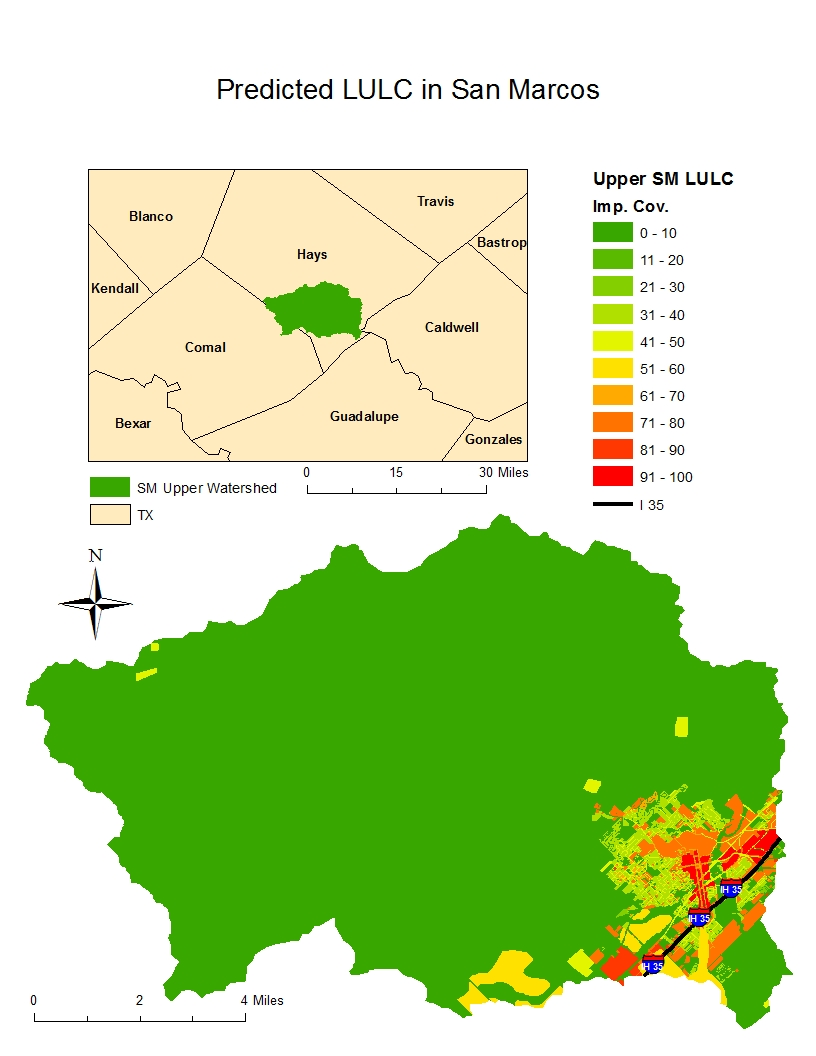 Predicted LULC in San Marcos
Blanco
Travis
Bastrop
Hays
Kendall
Caldwell
Comal
Bexar
Guadalupe
Gonzales
SM Upper Watershed
TX
0 15 30 Miles
Upper SM LULC
Imp. Cov.
0 - 10
11 - 20
21 - 30
31 - 40
41 - 50
51 - 60
61 - 70
71 - 80
81 - 90
91 - 100
I 35
N
IH 35
IH 35
IH 35
0 2 4 Miles